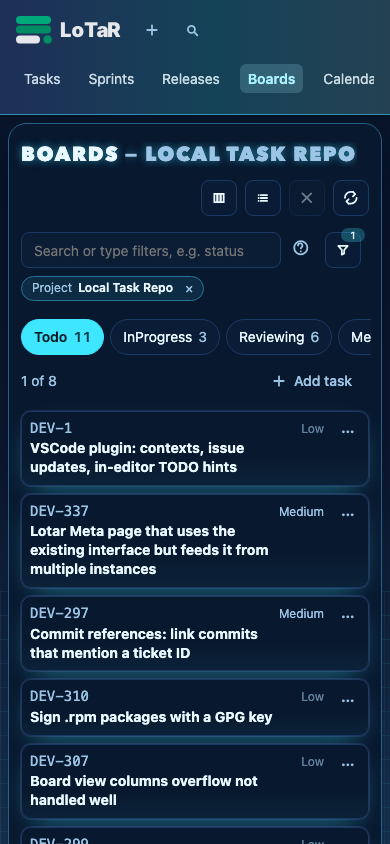 LoTaR
Tasks Sprints Releases Boards Calenda
BOARDS – LOCAL TASK REPO
Search or type filters, e.g. status
1
Project Local Task Repo ×
Todo 11 InProgress 3 Reviewing 6 Me
1 of 8 + Add task
DEV-1 Low ...
VSCode plugin: contexts, issue
updates, in-editor TODO hints
DEV-337 Medium ...
Lotar Meta page that uses the
existing interface but feeds it from
multiple instances
DEV-297 Medium ...
Commit references: link commits
that mention a ticket ID
DEV-310 Low ...
Sign .rpm packages with a GPG key
DEV-307 Low ...
Board view columns overflow not
handled well